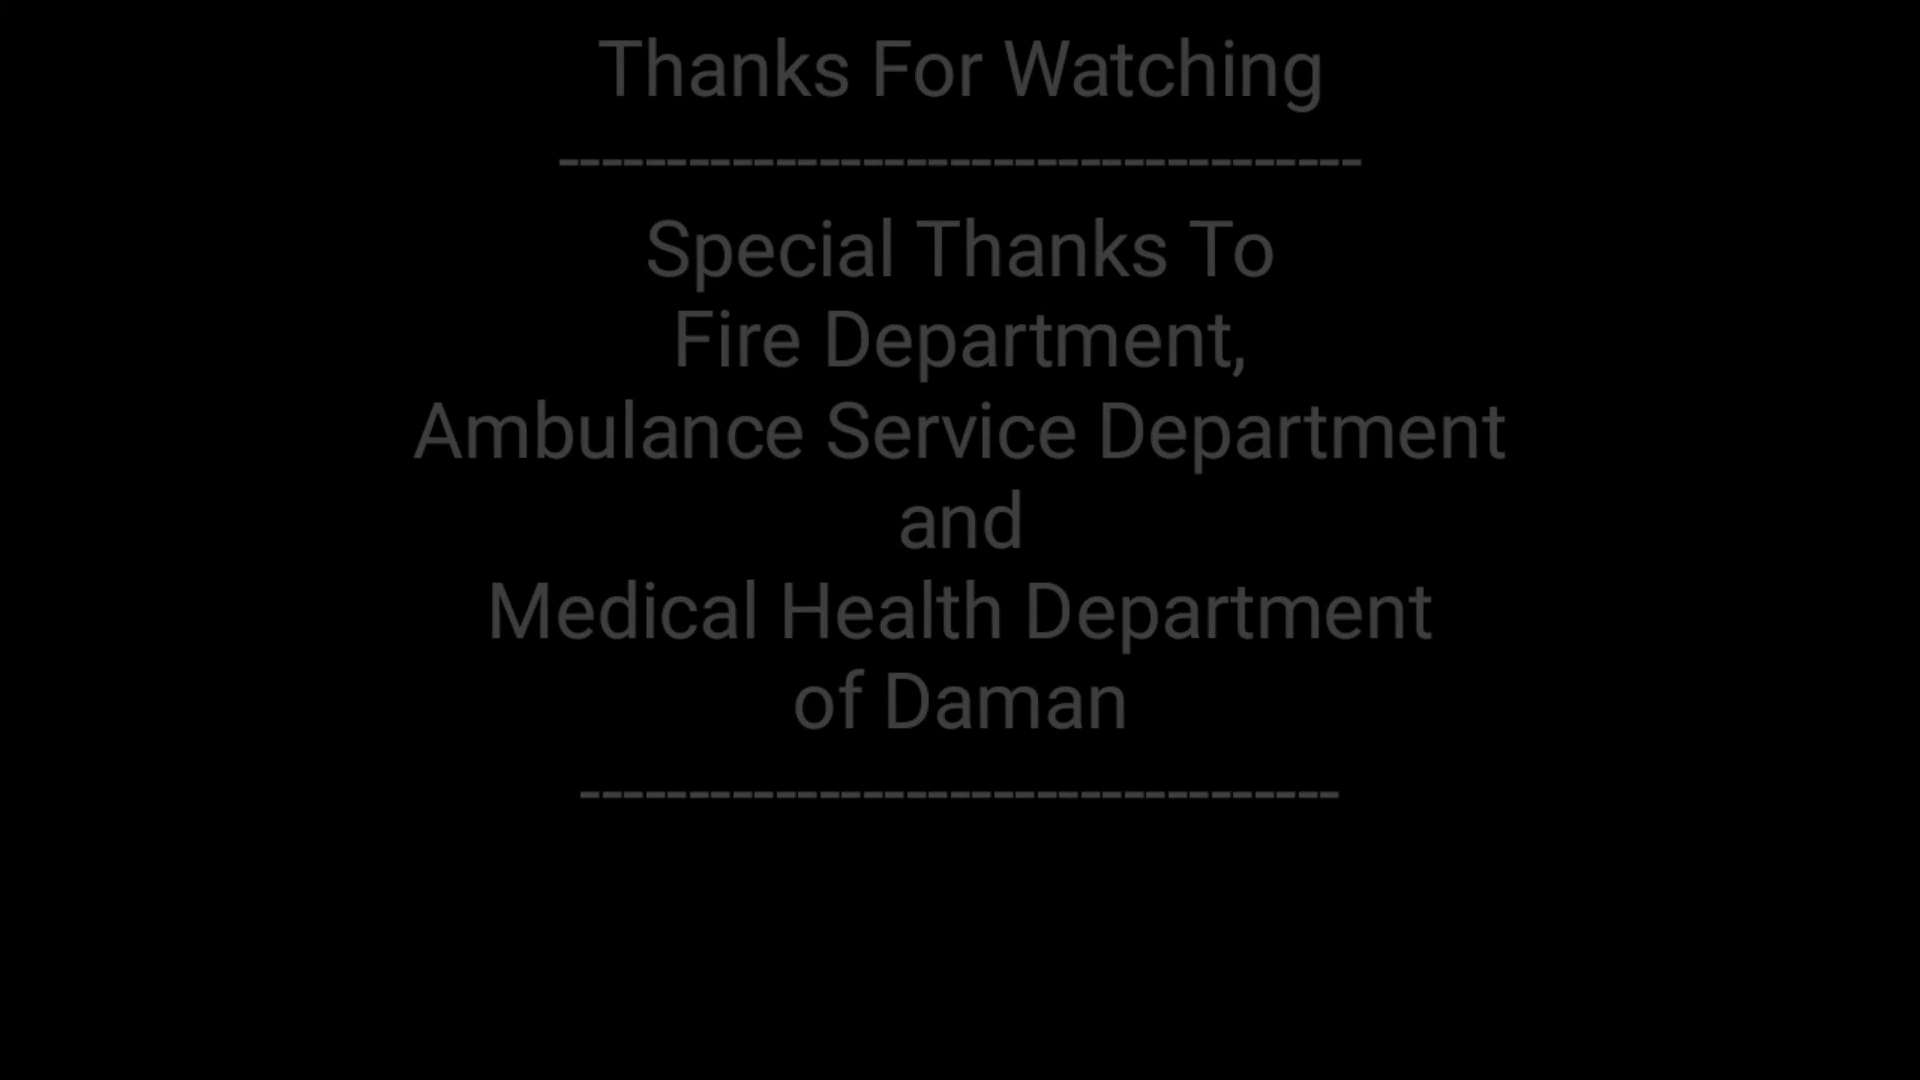 Thanks For Watching
-------------------------------------
Special Thanks To
Fire Department,
Ambulance Service Department
and
Medical Health Department
of Daman
-----------------------------------